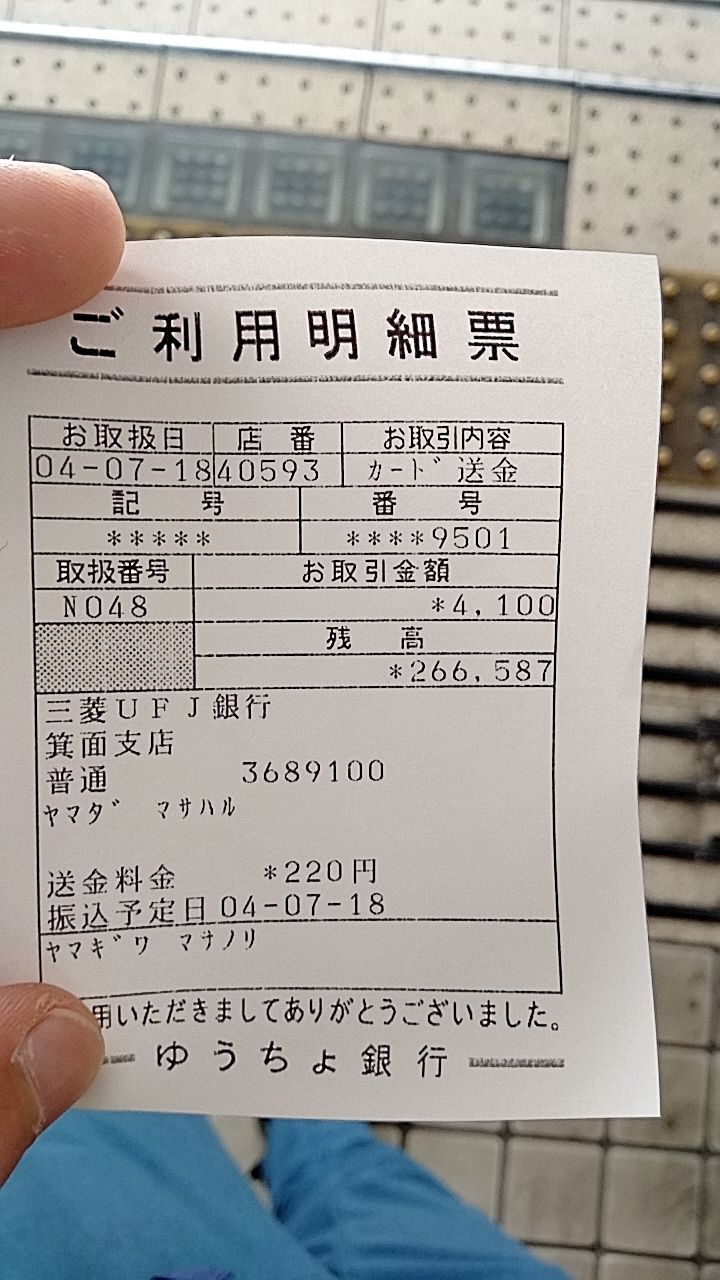 ご利用明細票
お取扱日 店番 お取引内容
04-07-18 40593 ｶｰﾄﾞ送金
記号 番号
***** ****9501
取扱番号 お取引金額
N048 *4,100
残高
*266,587
三菱UFJ銀行
箕面支店
普通 3689100
ﾔﾏﾀﾞ ﾏｻﾊﾙ
送金料金 *220円
振込予定日 04-07-18
ﾔﾏｷﾞﾜ ﾏｻﾉﾘ
用いただきましてありがとうございました。
ゆうちょ銀行